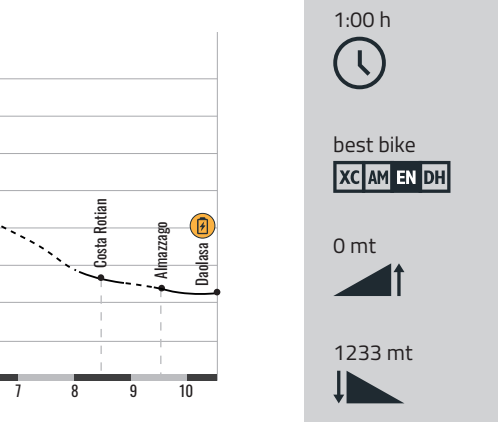 Costa Rotian
Almazzago
Daolasa
7 8 9 10
1:00 h
best bike
XC AM EN DH
0 mt
1233 mt